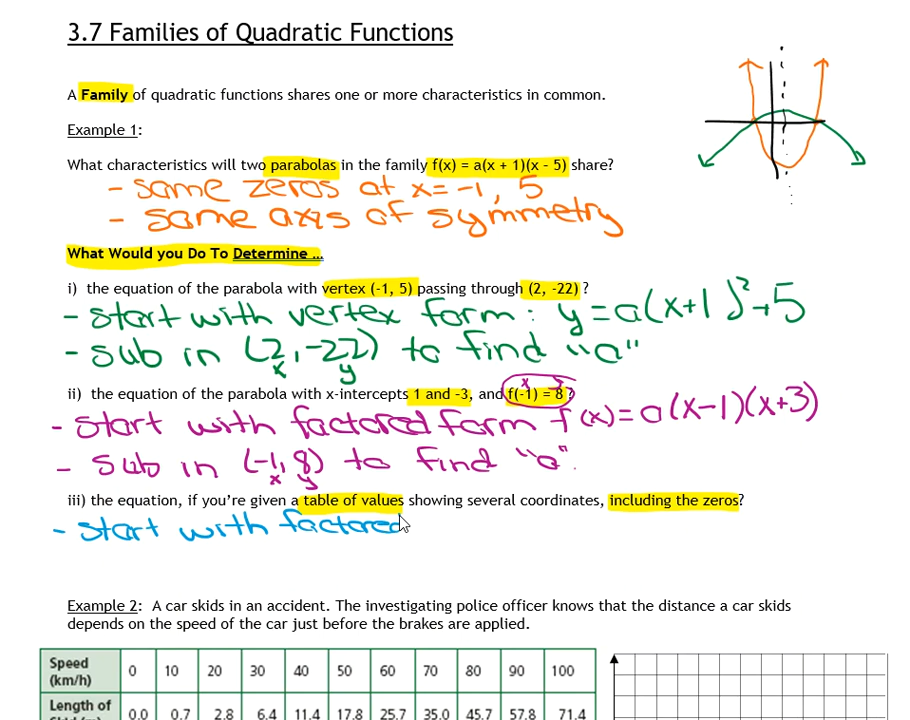 3.7 Families of Quadratic Functions
A Family of quadratic functions shares one or more characteristics in common.
Example 1:
What characteristics will two parabolas in the family f(x) = a(x + 1)(x - 5) share?
- same zeros at x=-1, 5
- same axis of symmetry
What Would you Do To Determine ...
i) the equation of the parabola with vertex (-1, 5) passing through (2, -22) ?
- start with vertex form: y=a(x+1)²+5
- sub in (2,-22) to find "a"
x y
x y
ii) the equation of the parabola with x-intercepts 1 and -3, and f(-1) = 8?
- start with factored form f(x)=a(x-1)(x+3)
- sub in (-1,8) to find "a".
x y
iii) the equation, if you're given a table of values showing several coordinates, including the zeros?
- start with factored
Example 2: A car skids in an accident. The investigating police officer knows that the distance a car skids
depends on the speed of the car just before the brakes are applied.
Speed (km/h) 0 10 20 30 40 50 60 70 80 90 100
Length of 0.0 0.7 2.8 6.4 11.4 17.8 25.7 35.0 45.7 57.8 71.4